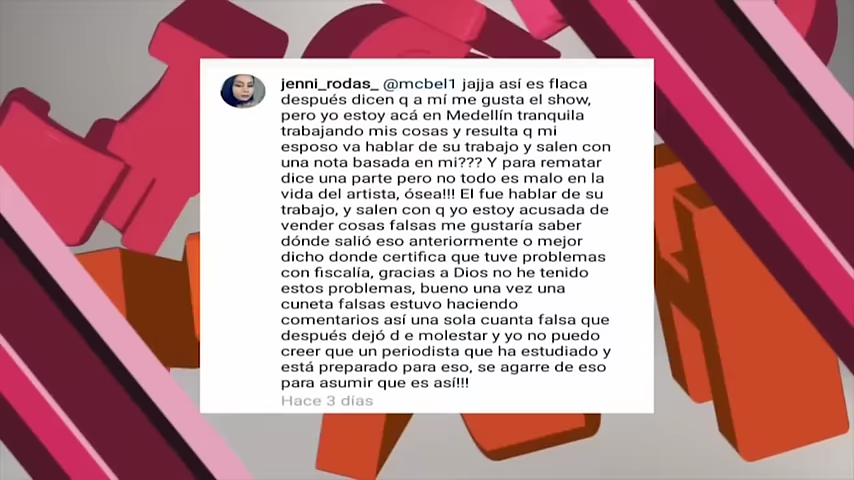 jenni_rodas_ @mcbel1 jajja así es flaca
después dicen q a mí me gusta el show,
pero yo estoy acá en Medellín tranquila
trabajando mis cosas y resulta q mi
esposo va hablar de su trabajo y salen con
una nota basada en mi??? Y para rematar
dice una parte pero no todo es malo en la
vida del artista, ósea!!! El fue hablar de su
trabajo, y salen con q yo estoy acusada de
vender cosas falsas me gustaría saber
dónde salió eso anteriormente o mejor
dicho donde certifica que tuve problemas
con fiscalía, gracias a Dios no he tenido
estos problemas, bueno una vez una
cuneta falsas estuvo haciendo
comentarios así una sola cuanta falsa que
después dejó d e molestar y yo no puedo
creer que un periodista que ha estudiado y
está preparado para eso, se agarre de eso
para asumir que es así!!!
Hace 3 días